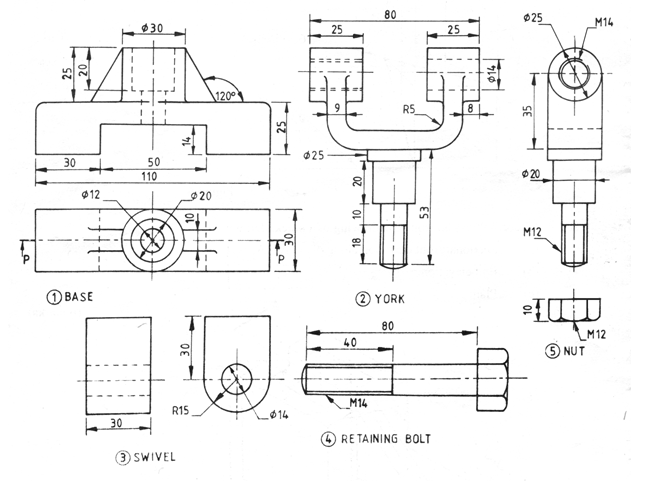 Ø30
25
20
120°
14
25
30
50
110
Ø12
Ø20
10
30
P
P
① BASE
80
25
25
Ø14
9
R5
8
Ø25
20
10
18
53
② YORK
Ø25
M14
35
Ø20
M12
10
M12
⑤ NUT
30
③ SWIVEL
30
R15
Ø14
80
40
M14
④ RETAINING BOLT